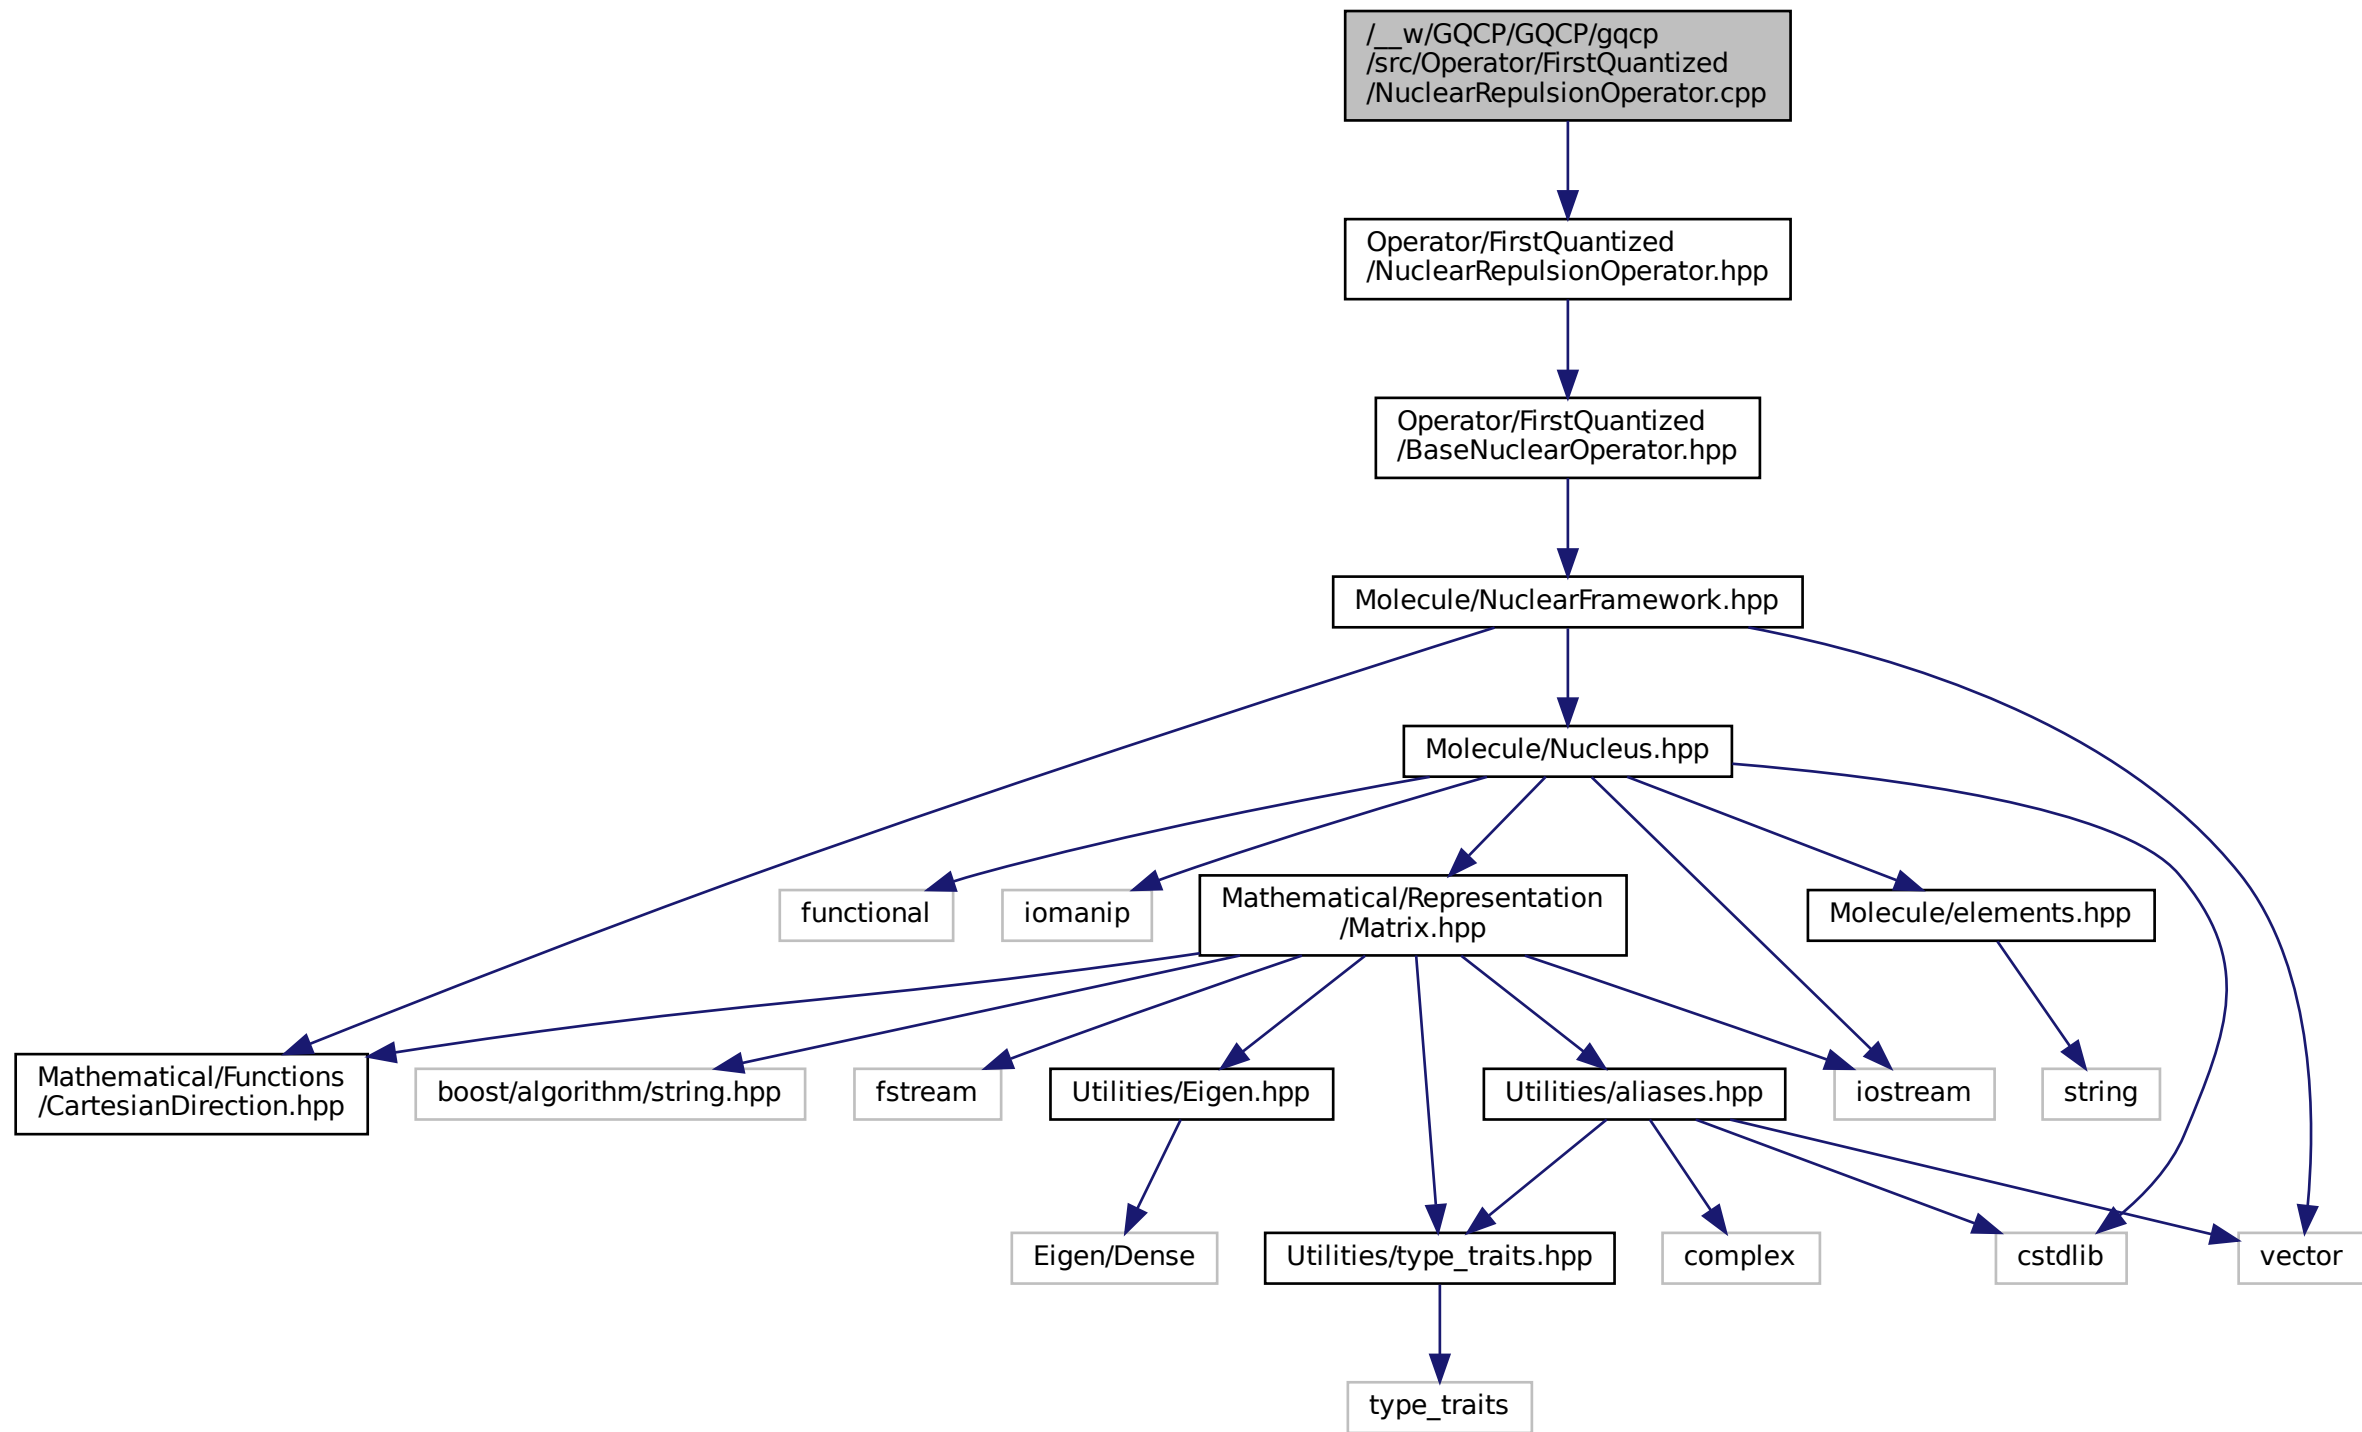 /__w/GQCP/GQCP/gqcp
/src/Operator/FirstQuantized
/NuclearRepulsionOperator.cpp
Operator/FirstQuantized
/NuclearRepulsionOperator.hpp
Operator/FirstQuantized
/BaseNuclearOperator.hpp
Molecule/NuclearFramework.hpp
Molecule/Nucleus.hpp
functional
iomanip
Mathematical/Representation
/Matrix.hpp
Molecule/elements.hpp
Mathematical/Functions
/CartesianDirection.hpp
boost/algorithm/string.hpp
fstream
Utilities/Eigen.hpp
Utilities/aliases.hpp
iostream
string
Eigen/Dense
Utilities/type_traits.hpp
complex
cstdlib
vector
type_traits